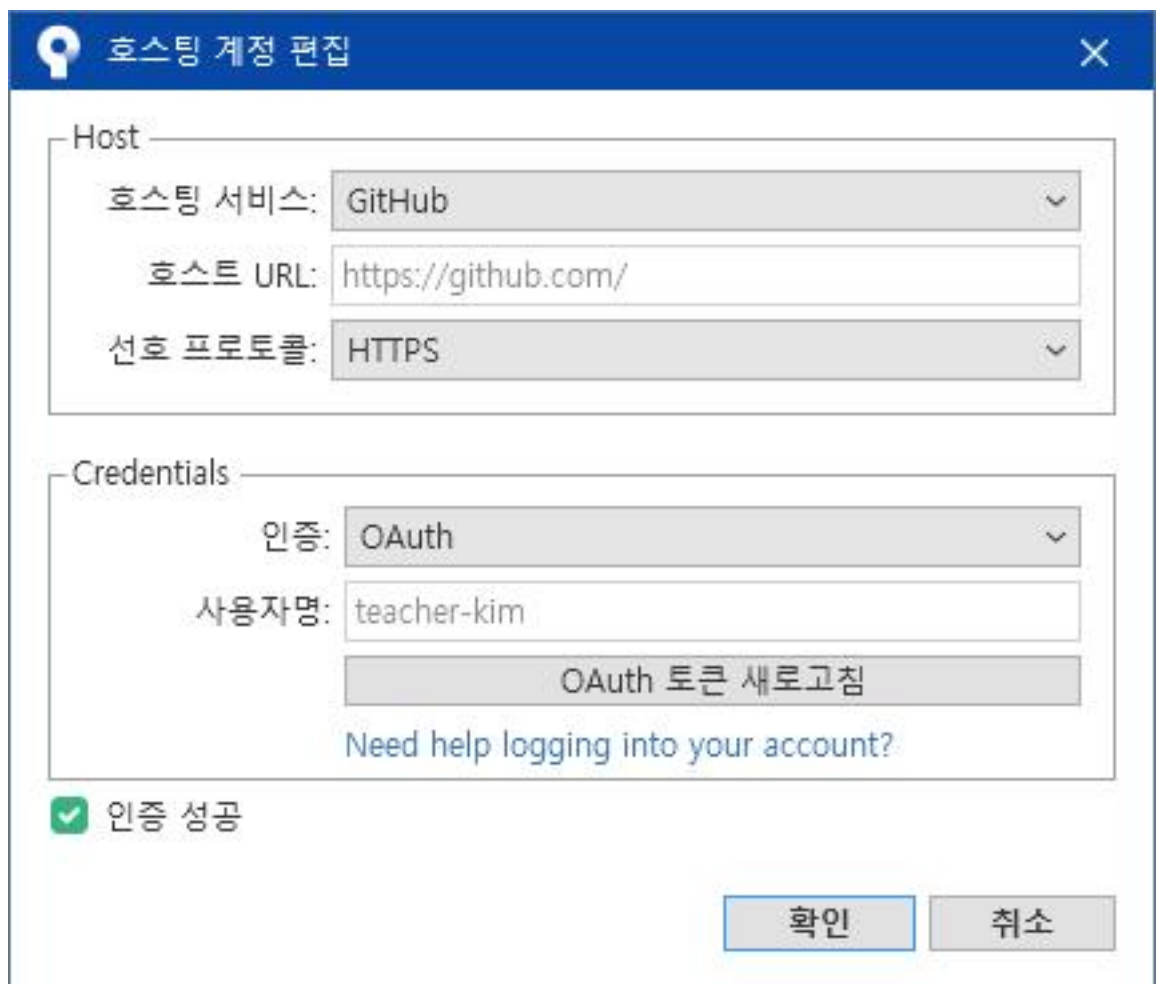 호스팅 계정 편집
Host
호스팅 서비스: GitHub
호스트 URL: https://github.com/
선호 프로토콜: HTTPS
Credentials
인증: OAuth
사용자명: teacher-kim
OAuth 토큰 새로고침
Need help logging into your account?
인증 성공
확인 취소